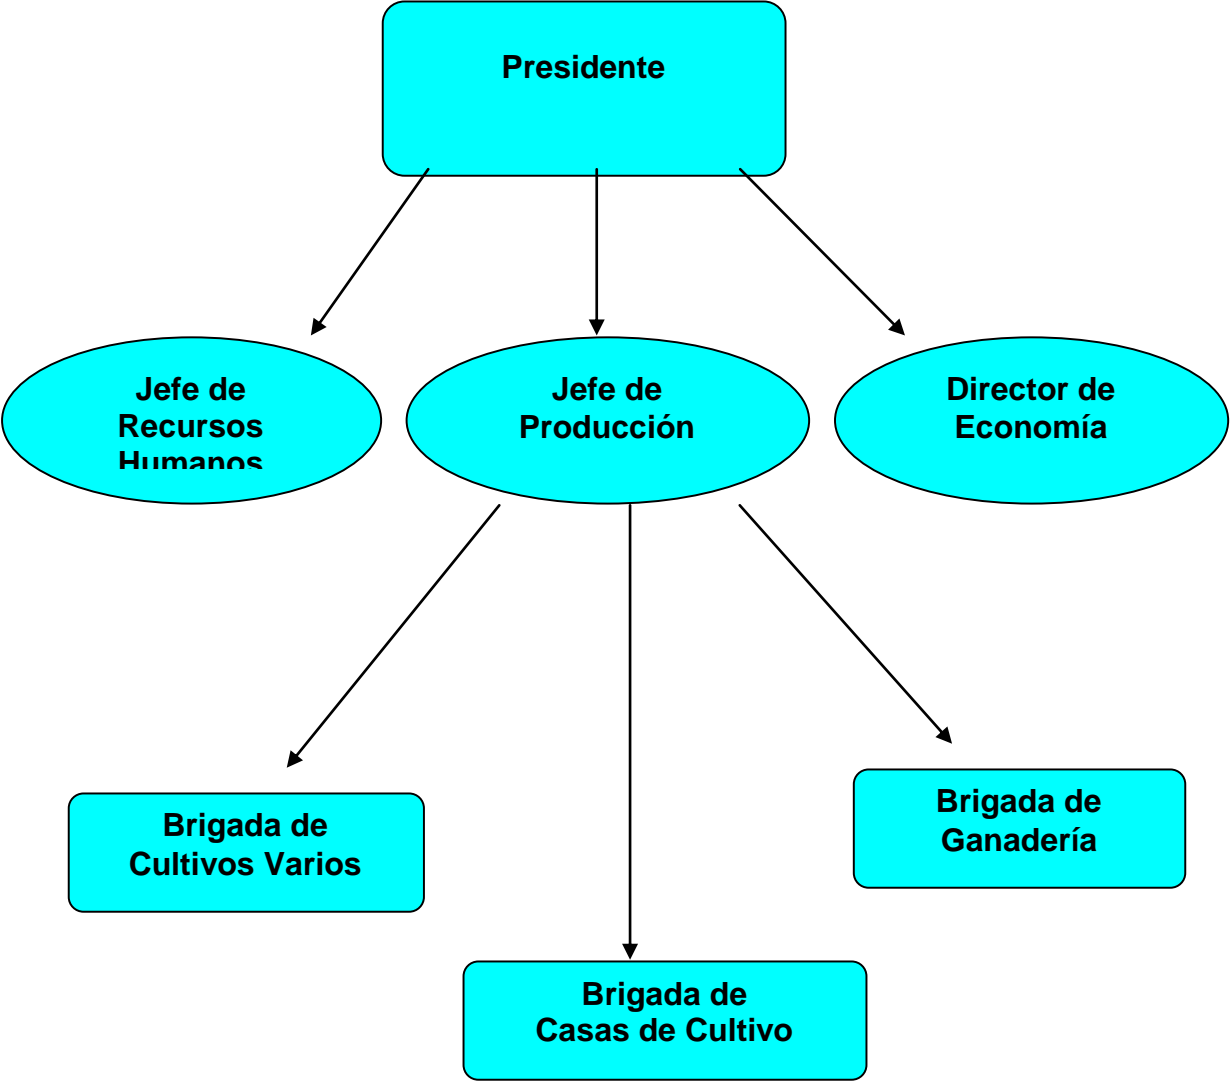 Presidente
Jefe de
Recursos
Humanos
Jefe de
Producción
Director de
Economía
Brigada de
Cultivos Varios
Brigada de
Ganadería
Brigada de
Casas de Cultivo